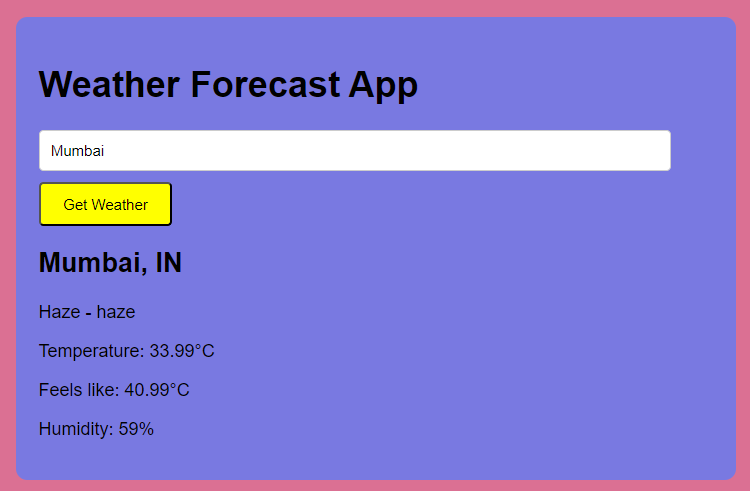 Weather Forecast App
Mumbai
Get Weather
Mumbai, IN
Haze - haze
Temperature: 33.99°C
Feels like: 40.99°C
Humidity: 59%